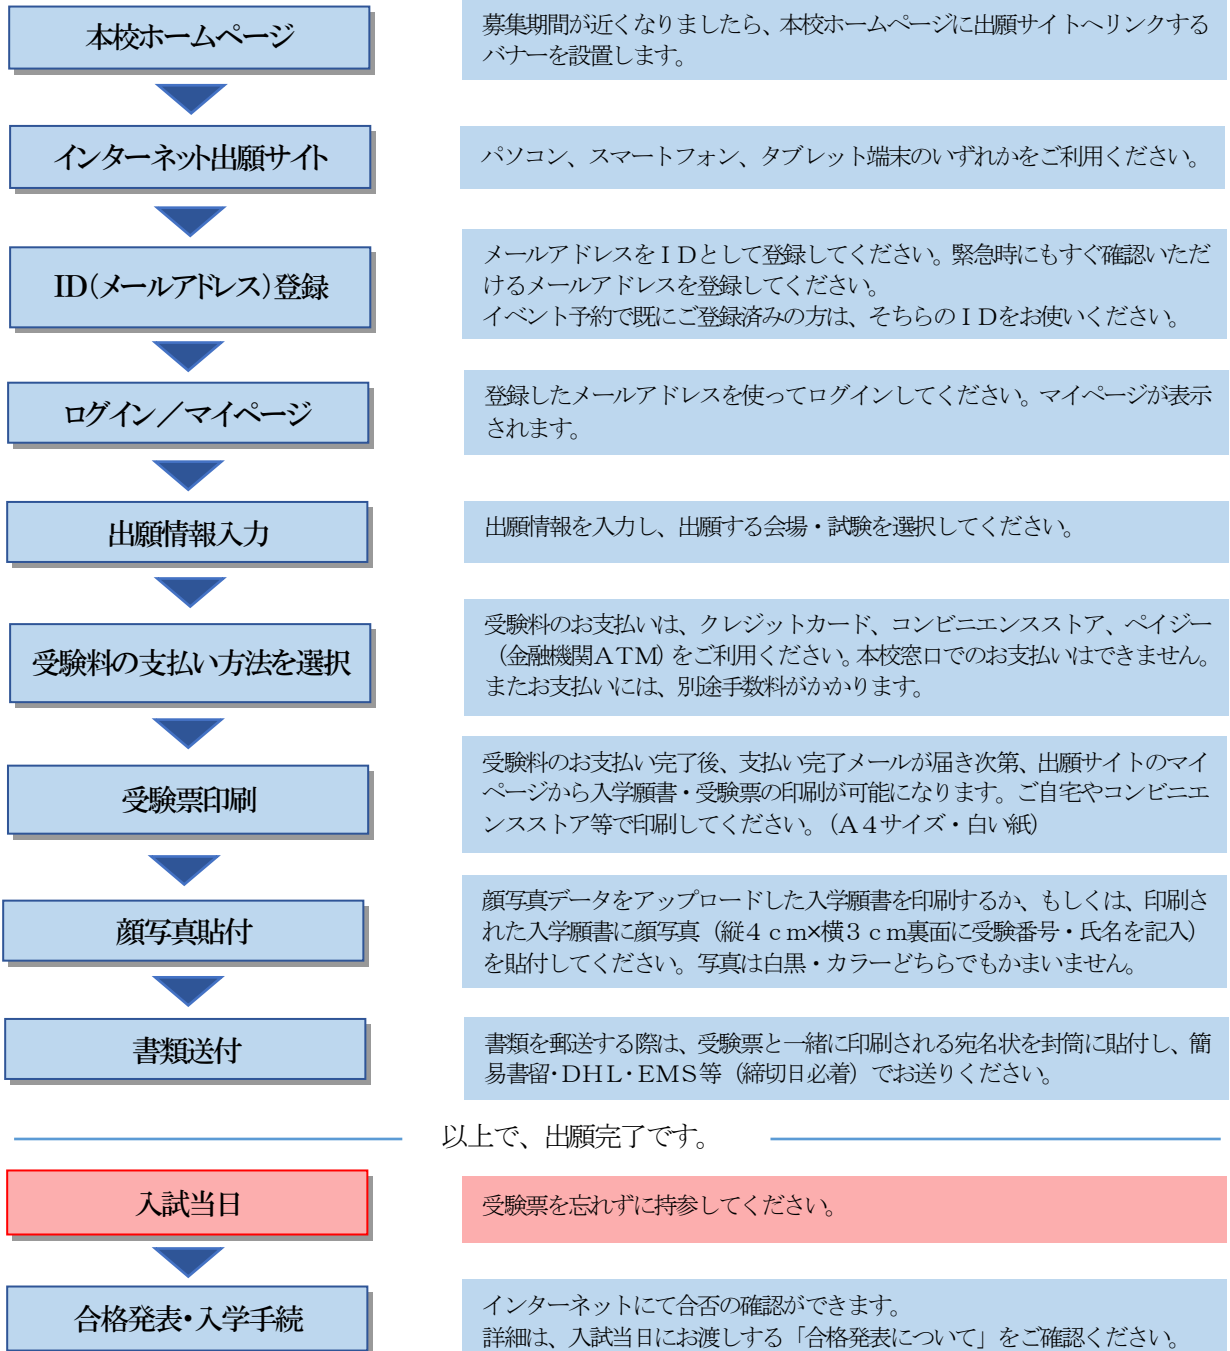 本校ホームページ
募集期間が近くなりましたら、本校ホームページに出願サイトへリンクする
バナーを設置します。
インターネット出願サイト
パソコン、スマートフォン、タブレット端末のいずれかをご利用ください。
ID（メールアドレス）登録
メールアドレスをＩＤとして登録してください。緊急時にもすぐ確認いただ
けるメールアドレスを登録してください。
イベント予約で既にご登録済みの方は、そちらのＩＤをお使いください。
ログイン／マイページ
登録したメールアドレスを使ってログインしてください。マイページが表示
されます。
出願情報入力
出願情報を入力し、出願する会場・試験を選択してください。
受験料の支払い方法を選択
受験料のお支払いは、クレジットカード、コンビニエンスストア、ペイジー
（金融機関ＡＴＭ）をご利用ください。本校窓口でのお支払いはできません。
またお支払いには、別途手数料がかかります。
受験票印刷
受験料のお支払い完了後、支払い完了メールが届き次第、出願サイトのマイ
ページから入学願書・受験票の印刷が可能になります。ご自宅やコンビニエ
ンスストア等で印刷してください。（Ａ４サイズ・白い紙）
顔写真貼付
顔写真データをアップロードした入学願書を印刷するか、もしくは、印刷さ
れた入学願書に顔写真（縦４ｃｍ×横３ｃｍ裏面に受験番号・氏名を記入）
を貼付してください。写真は白黒・カラーどちらでもかまいません。
書類送付
書類を郵送する際は、受験票と一緒に印刷される宛名状を封筒に貼付し、簡
易書留・ＤＨＬ・ＥＭＳ等（締切日必着）でお送りください。
以上で、出願完了です。
入試当日
受験票を忘れずに持参してください。
合格発表・入学手続
インターネットにて合否の確認ができます。
詳細は、入試当日にお渡しする「合格発表について」をご確認ください。